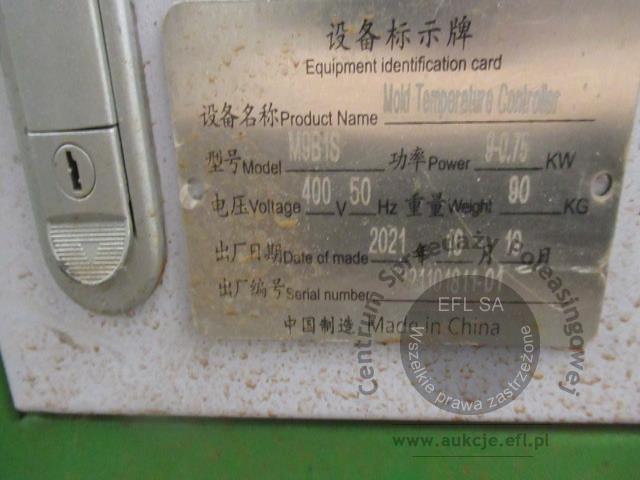 设备标示牌
Equipment identification card
设备名称Product Name Mold Temperature Controller
型号Model M9B1S 功率Power 9-0.75 KW
电压Voltage 400 V 50 Hz 重量Weight 90 KG
出厂日期Date of made 2021 年 10 月 18 日
出厂编号Serial number 21101811-01
中国制造 Made in China
Centrum Sprzedaży Poleasingowej
EFL SA
Wszelkie prawa zastrzeżone
www.aukcje.efl.pl